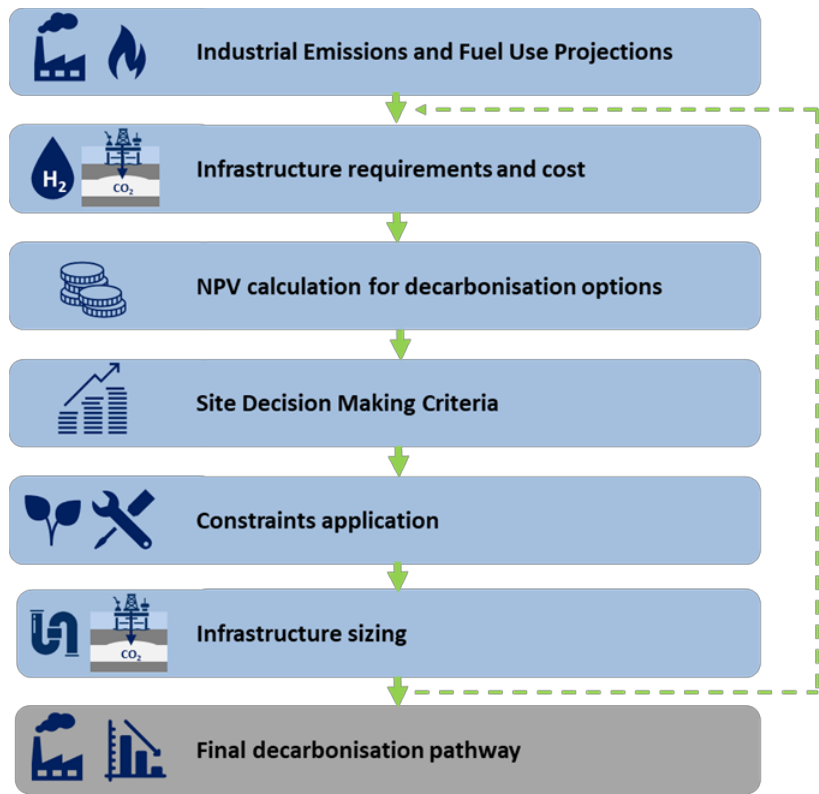 Industrial Emissions and Fuel Use Projections
H₂
CO₂
Infrastructure requirements and cost
NPV calculation for decarbonisation options
Site Decision Making Criteria
Constraints application
CO₂
Infrastructure sizing
Final decarbonisation pathway